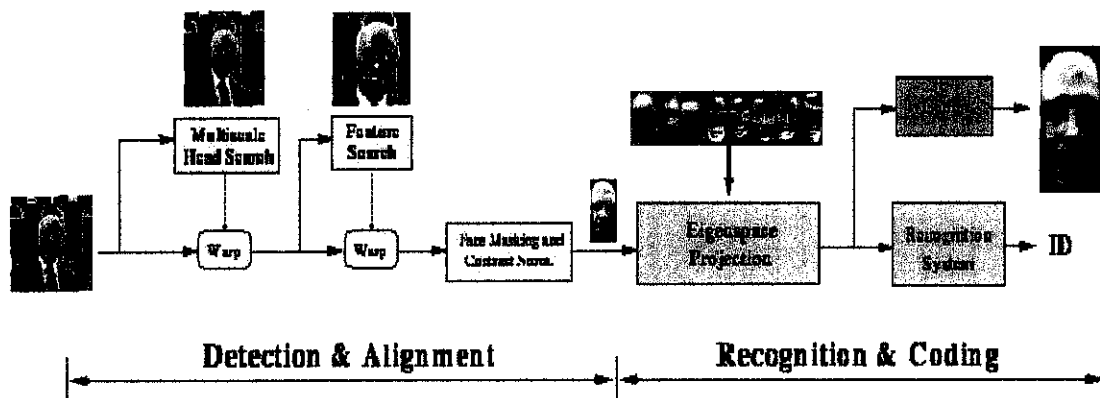 Multiscale
Head Search
Feature
Search
Warp
Warp
Face Masking and
Contrast Norm.
Eigenspace
Projection
Recognition
System
ID
Detection & Alignment
Recognition & Coding